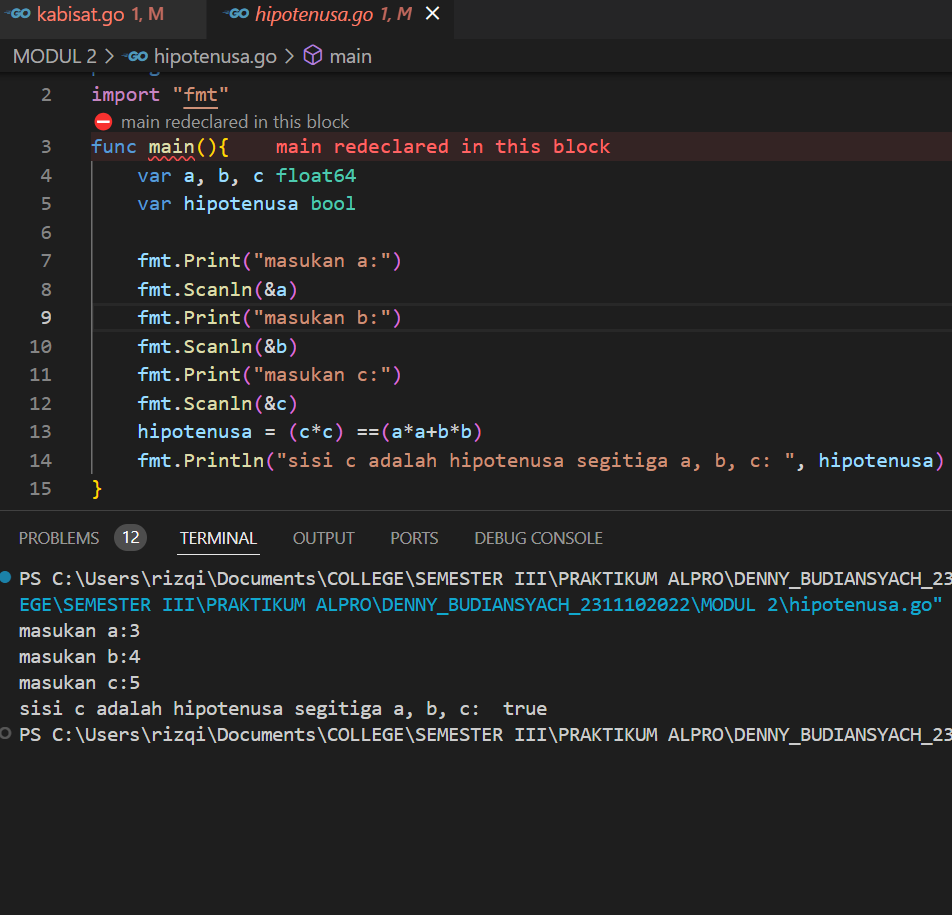 GO kabisat.go 1, M GO hipotenusa.go 1, M
MODUL 2 > GO hipotenusa.go > main
2 import "fmt"
main redeclared in this block
3 func main(){ main redeclared in this block
4 var a, b, c float64
5 var hipotenusa bool
6
7 fmt.Print("masukan a:")
8 fmt.Scanln(&a)
9 fmt.Print("masukan b:")
10 fmt.Scanln(&b)
11 fmt.Print("masukan c:")
12 fmt.Scanln(&c)
13 hipotenusa = (c*c) ==(a*a+b*b)
14 fmt.Println("sisi c adalah hipotenusa segitiga a, b, c: ", hipotenusa)
15 }
PROBLEMS 12 TERMINAL OUTPUT PORTS DEBUG CONSOLE
PS C:\Users\rizqi\Documents\COLLEGE\SEMESTER III\PRAKTIKUM ALPRO\DENNY_BUDIANSYACH_23
EGE\SEMESTER III\PRAKTIKUM ALPRO\DENNY_BUDIANSYACH_2311102022\MODUL 2\hipotenusa.go"
masukan a:3
masukan b:4
masukan c:5
sisi c adalah hipotenusa segitiga a, b, c:  true
PS C:\Users\rizqi\Documents\COLLEGE\SEMESTER III\PRAKTIKUM ALPRO\DENNY_BUDIANSYACH_23